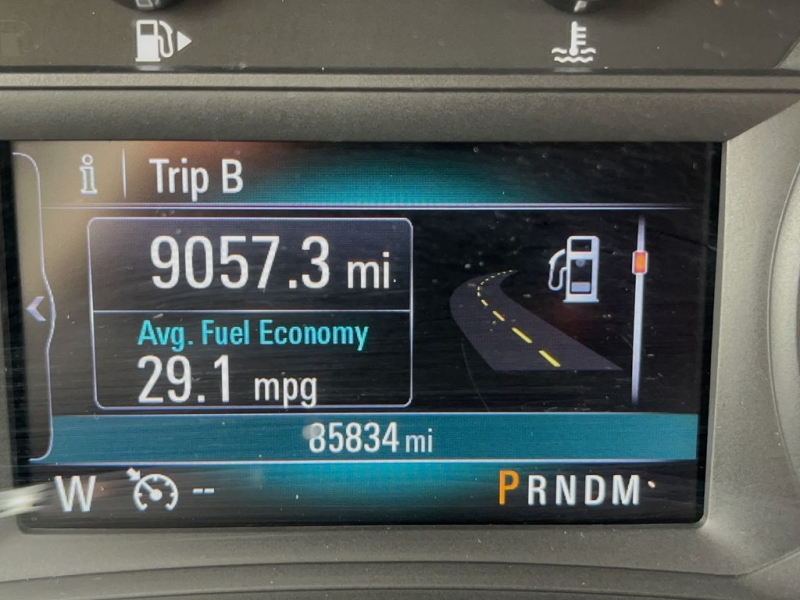 Trip B
9057.3 mi
Avg. Fuel Economy
29.1 mpg
85834 mi
W -- PRNDM